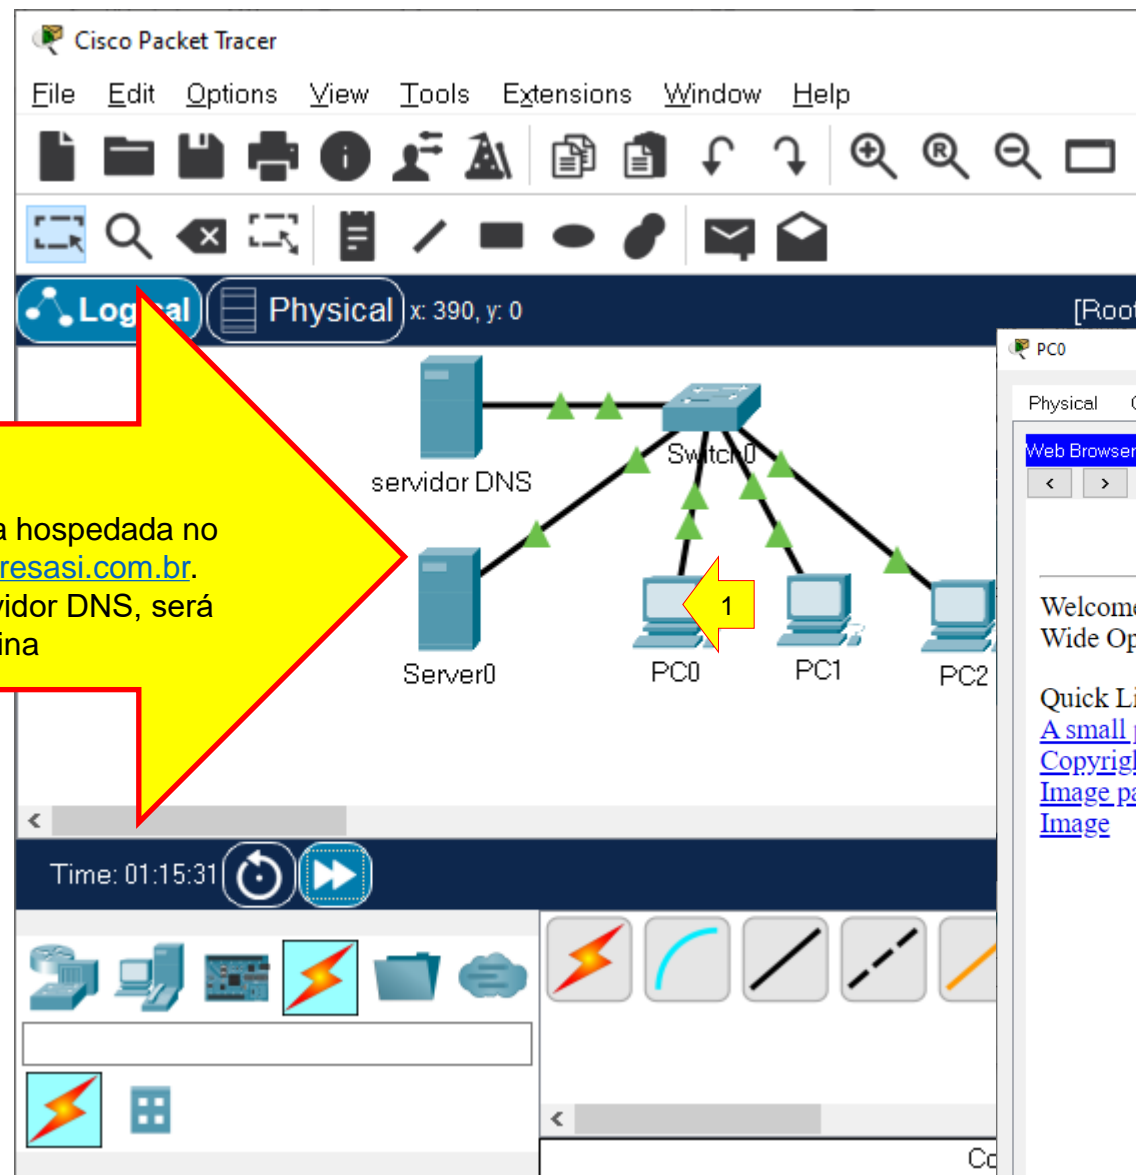 Cisco Packet Tracer
File Edit Options View Tools Extensions Window Help
Logical Physical x: 390, y: 0 [Root
PC0
Physical
Web Browser
< >
servidor DNS
Switch0
a hospedada no
resasi.com.br.
vidor DNS, será
ina
Server0
1
PC0
PC1
PC2
Welcome
Wide Op
Quick Li
A small p
Copyrigh
Image pa
Image
Time: 01:15:31
Co